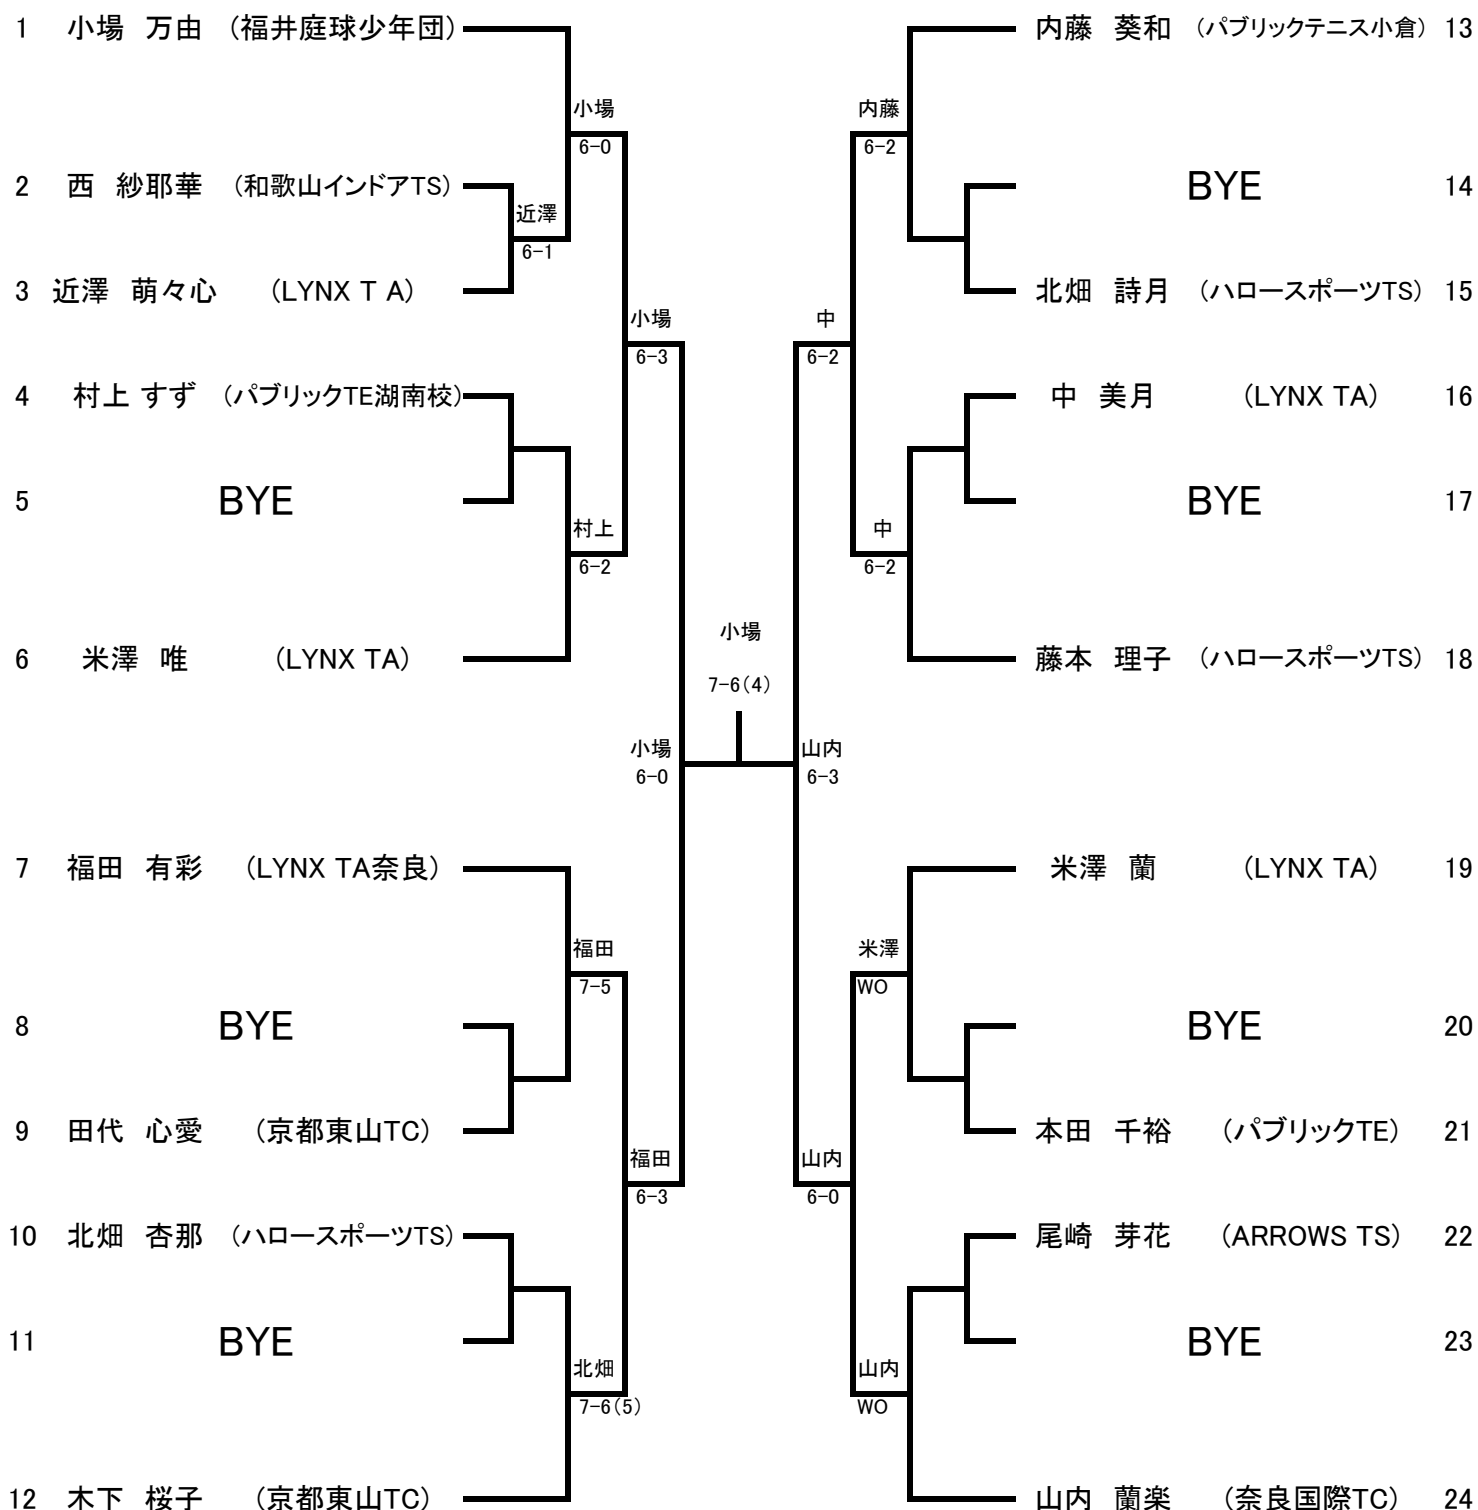 1 小場 万由 (福井庭球少年団)
2 西 紗耶華 (和歌山インドアTS)
3 近澤 萌々心 (LYNX T A)
4 村上 すず (パブリックTE湖南校)
5 BYE
6 米澤 唯 (LYNX TA)
7 福田 有彩 (LYNX TA奈良)
8 BYE
9 田代 心愛 (京都東山TC)
10 北畑 杏那 (ハロースポーツTS)
11 BYE
12 木下 桜子 (京都東山TC)
小場
6-0
近澤
6-1
村上
6-2
福田
7-5
北畑
7-6(5)
小場
6-3
福田
6-3
小場
6-0
小場
7-6(4)
山内
6-3
中
6-2
山内
6-0
内藤
6-2
中
6-2
米澤
WO
山内
WO
内藤 葵和 (パブリックテニス小倉) 13
BYE 14
北畑 詩月 (ハロースポーツTS) 15
中 美月 (LYNX TA) 16
BYE 17
藤本 理子 (ハロースポーツTS) 18
米澤 蘭 (LYNX TA) 19
BYE 20
本田 千裕 (パブリックTE) 21
尾崎 芽花 (ARROWS TS) 22
BYE 23
山内 蘭楽 (奈良国際TC) 24